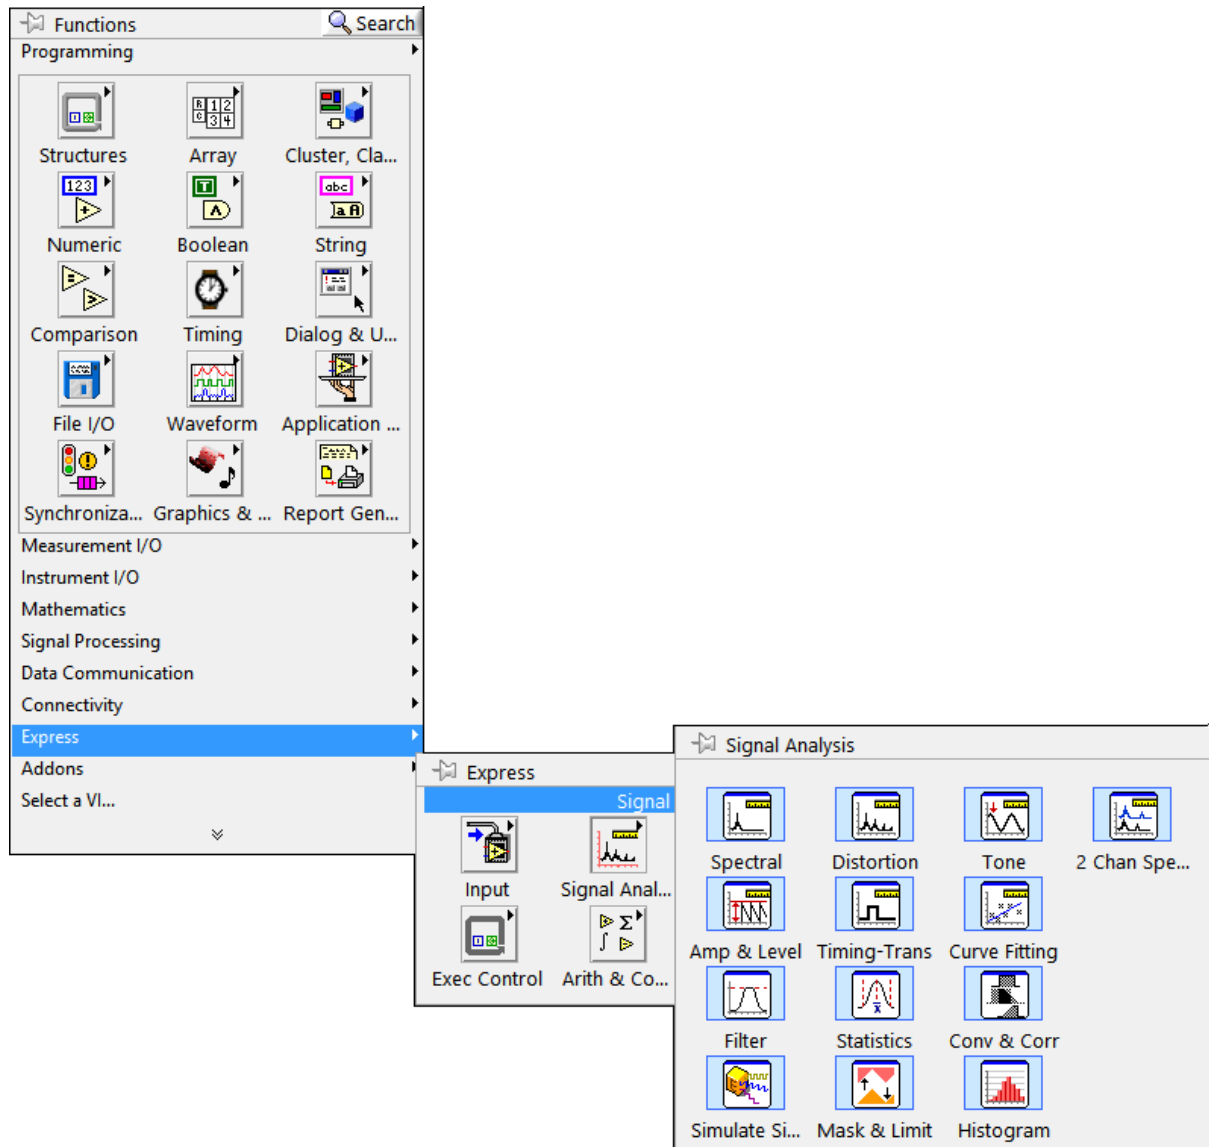 Functions Search
Programming
Structures Array Cluster, Cla...
123 T abc
Numeric Boolean String
Comparison Timing Dialog & U...
File I/O Waveform Application ...
Synchroniza... Graphics & ... Report Gen...
Measurement I/O
Instrument I/O
Mathematics
Signal Processing
Data Communication
Connectivity
Express
Addons
Select a VI...
Express
Signal
Input Signal Anal...
Exec Control Arith & Co...
Signal Analysis
Spectral Distortion Tone 2 Chan Spe...
Amp & Level Timing-Trans Curve Fitting
Filter Statistics Conv & Corr
Simulate Si... Mask & Limit Histogram